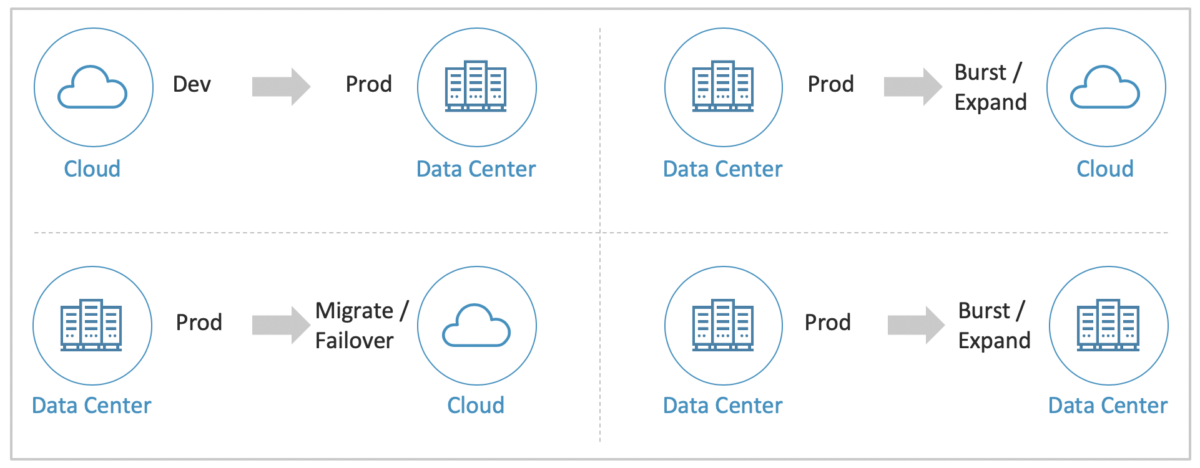 Dev
Prod
Cloud
Data Center
Prod
Burst /
Expand
Data Center
Cloud
Prod
Migrate /
Failover
Data Center
Cloud
Prod
Burst /
Expand
Data Center
Data Center